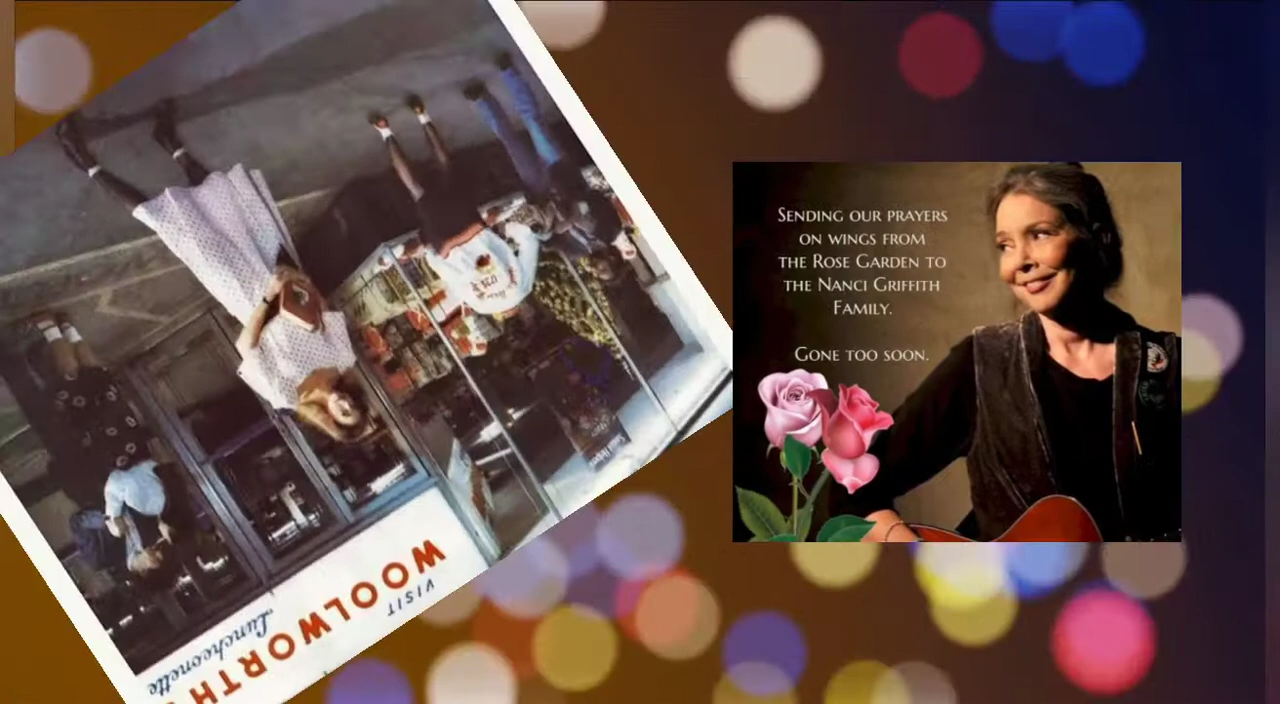 VISIT
WOOLWORTH
Luncheonette
SENDING OUR PRAYERS
ON WINGS FROM
THE ROSE GARDEN TO
THE NANCI GRIFFITH
FAMILY.
GONE TOO SOON.